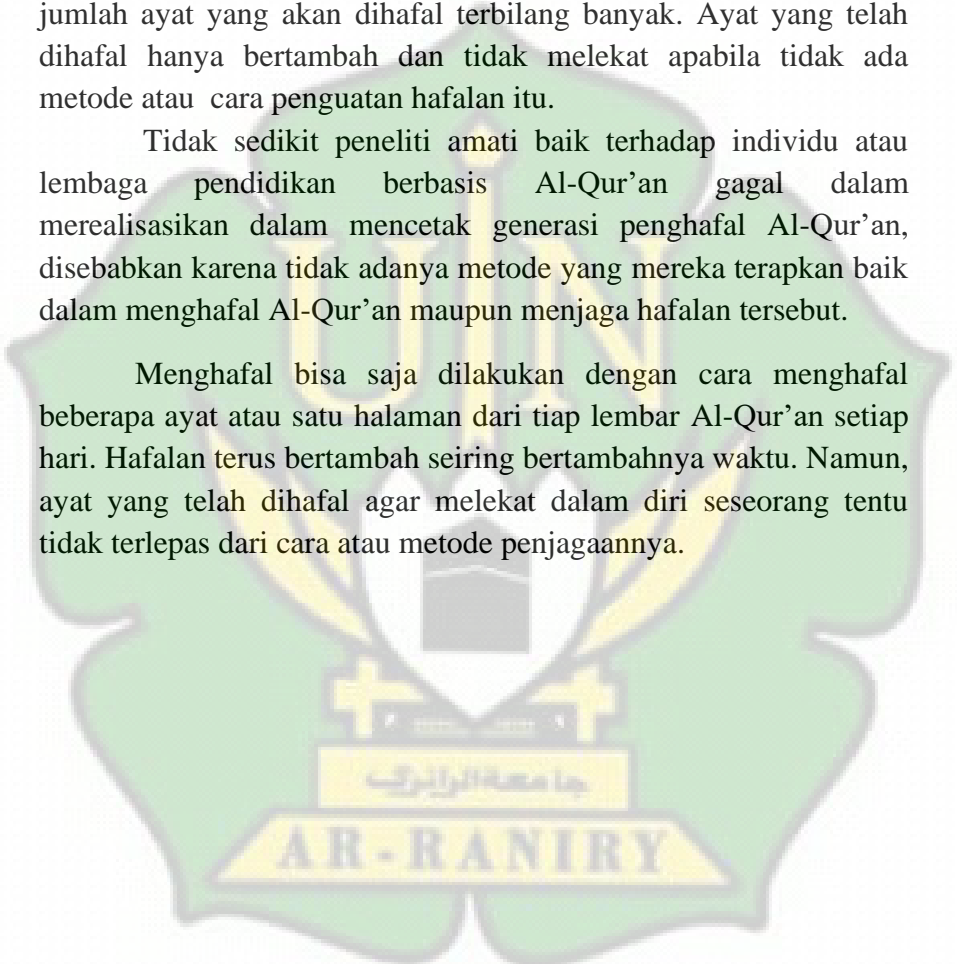 jumlah ayat yang akan dihafal terbilang banyak. Ayat yang telah
dihafal hanya bertambah dan tidak melekat apabila tidak ada
metode atau cara penguatan hafalan itu.
Tidak sedikit peneliti amati baik terhadap individu atau
lembaga pendidikan berbasis Al-Qur’an gagal dalam
merealisasikan dalam mencetak generasi penghafal Al-Qur’an,
disebabkan karena tidak adanya metode yang mereka terapkan baik
dalam menghafal Al-Qur’an maupun menjaga hafalan tersebut.
Menghafal bisa saja dilakukan dengan cara menghafal
beberapa ayat atau satu halaman dari tiap lembar Al-Qur’an setiap
hari. Hafalan terus bertambah seiring bertambahnya waktu. Namun,
ayat yang telah dihafal agar melekat dalam diri seseorang tentu
tidak terlepas dari cara atau metode penjagaannya.
UIN
جامعة الرانري
AR-RANIRY